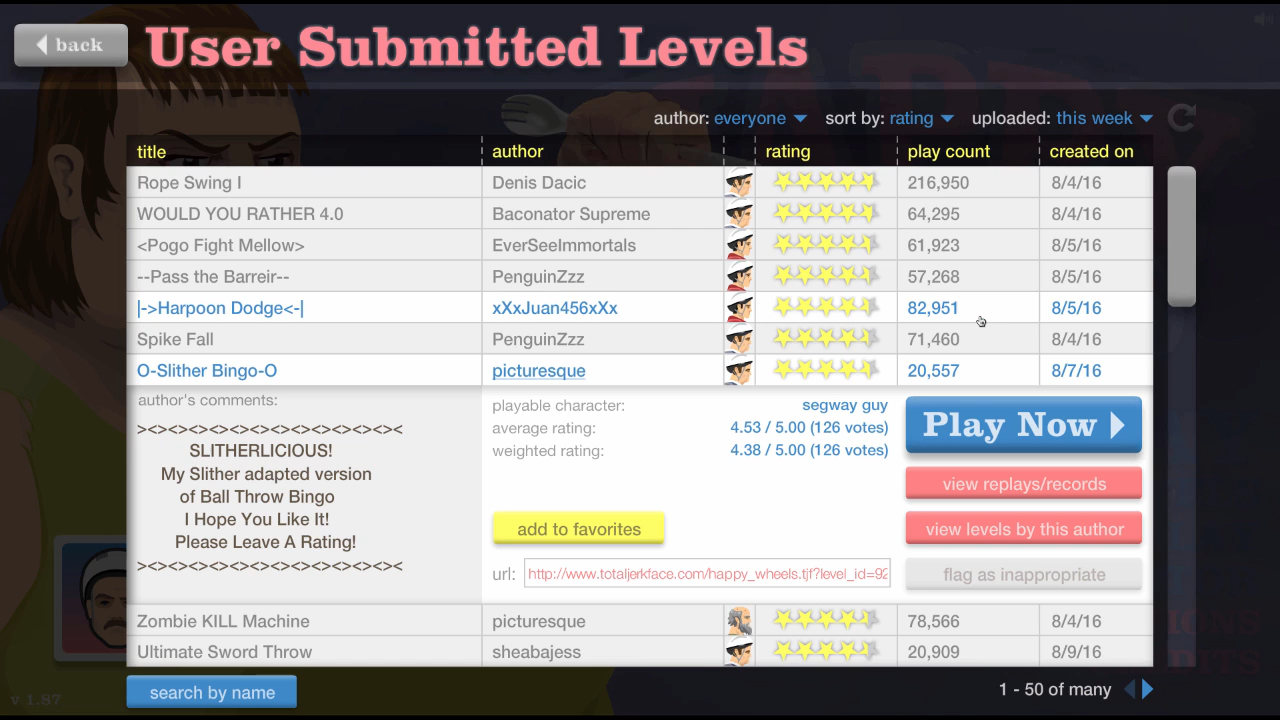 back
User Submitted Levels
author: everyone sort by: rating uploaded: this week
title author rating play count created on
Rope Swing I Denis Dacic 216,950 8/4/16
WOULD YOU RATHER 4.0 Baconator Supreme 64,295 8/4/16
<Pogo Fight Mellow> EverSeeImmortals 61,923 8/5/16
--Pass the Barreir-- PenguinZzz 57,268 8/5/16
|->Harpoon Dodge<-| xXxJuan456xXx 82,951 8/5/16
Spike Fall PenguinZzz 71,460 8/4/16
O-Slither Bingo-O picturesque 20,557 8/7/16
author's comments:
><><><><><><><><><><><
SLITHERLICIOUS!
My Slither adapted version
of Ball Throw Bingo
I Hope You Like It!
Please Leave A Rating!
><><><><><><><><><><><
playable character: segway guy
average rating: 4.53 / 5.00 (126 votes)
weighted rating: 4.38 / 5.00 (126 votes)
add to favorites
url: http://www.totaljerkface.com/happy_wheels.tjf?level_id=92
Play Now
view replays/records
view levels by this author
flag as inappropriate
Zombie KILL Machine picturesque 78,566 8/4/16
Ultimate Sword Throw sheabajess 20,909 8/9/16
search by name
1 - 50 of many
v 1.87